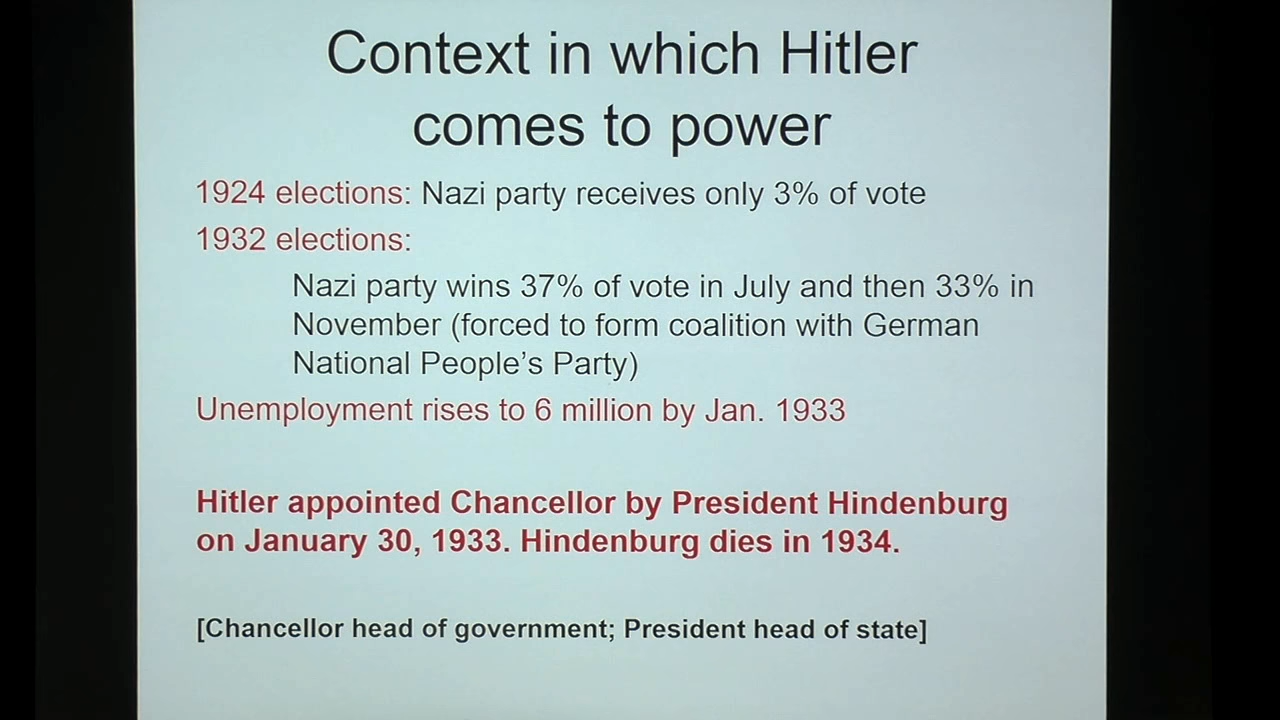 Context in which Hitler
comes to power
1924 elections: Nazi party receives only 3% of vote
1932 elections:
Nazi party wins 37% of vote in July and then 33% in
November (forced to form coalition with German
National People's Party)
Unemployment rises to 6 million by Jan. 1933
Hitler appointed Chancellor by President Hindenburg
on January 30, 1933. Hindenburg dies in 1934.
[Chancellor head of government; President head of state]